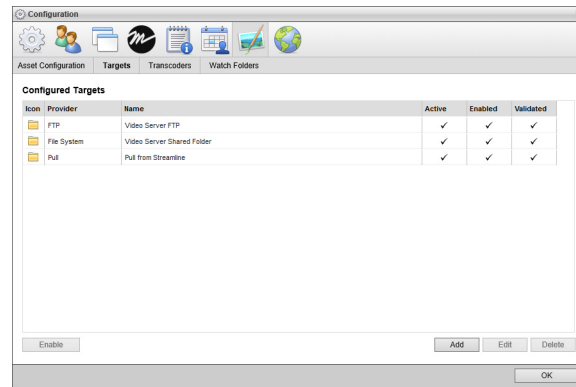 Configuration
Asset Configuration Targets Transcoders Watch Folders
Configured Targets
Icon Provider Name Active Enabled Validated
FTP Video Server FTP ✓ ✓ ✓
File System Video Server Shared Folder ✓ ✓ ✓
Pull Pull from Streamline ✓ ✓ ✓
Enable Add Edit Delete
OK